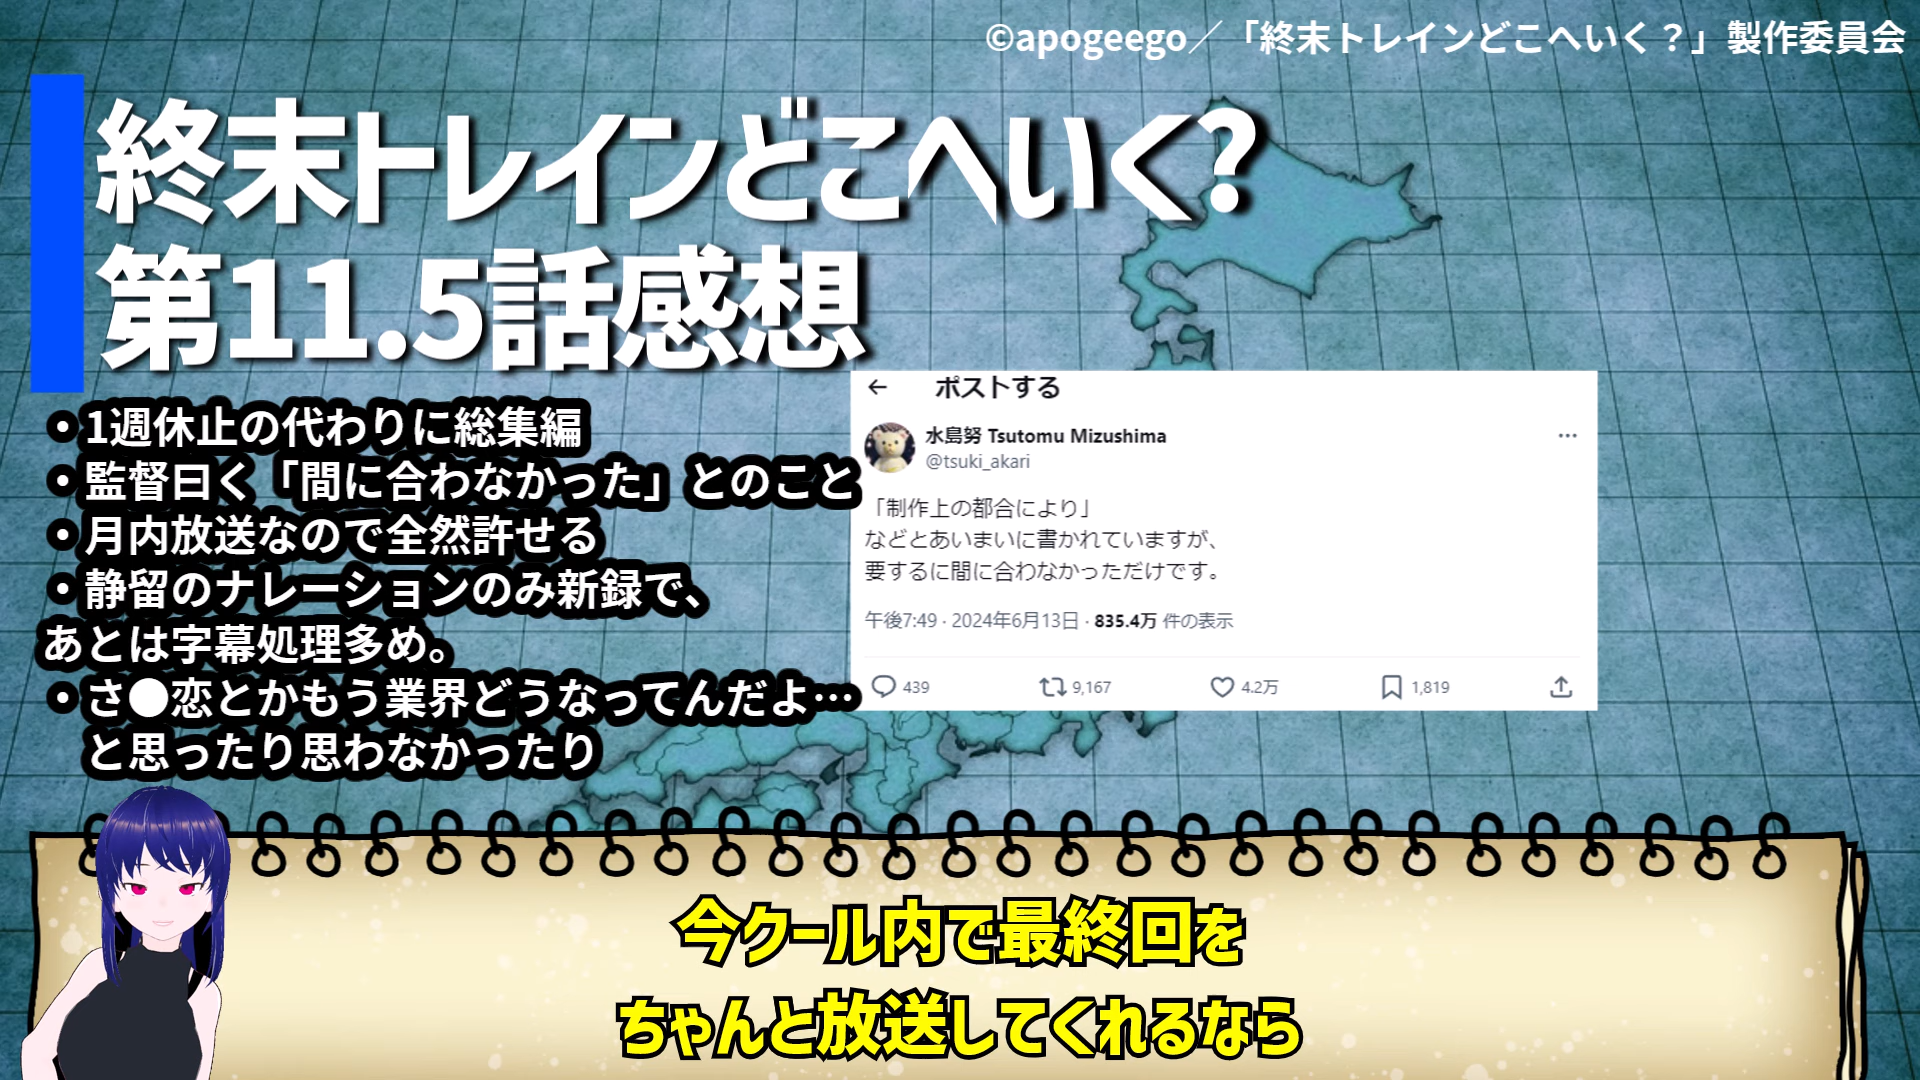 ©apogeego／「終末トレインどこへいく？」製作委員会
終末トレインどこへいく?
第11.5話感想
・1週休止の代わりに総集編
・監督曰く「間に合わなかった」とのこと
・月内放送なので全然許せる
・静留のナレーションのみ新録で、
あとは字幕処理多め。
・さ●恋とかもう業界どうなってんだよ…
と思ったり思わなかったり
← ポストする
水島努 Tsutomu Mizushima
@tsuki_akari
「制作上の都合により」
などとあいまいに書かれていますが、
要するに間に合わなかっただけです。
午後7:49 · 2024年6月13日 · 835.4万 件の表示
439 9,167 4.2万 1,819
今クール内で最終回を
ちゃんと放送してくれるなら